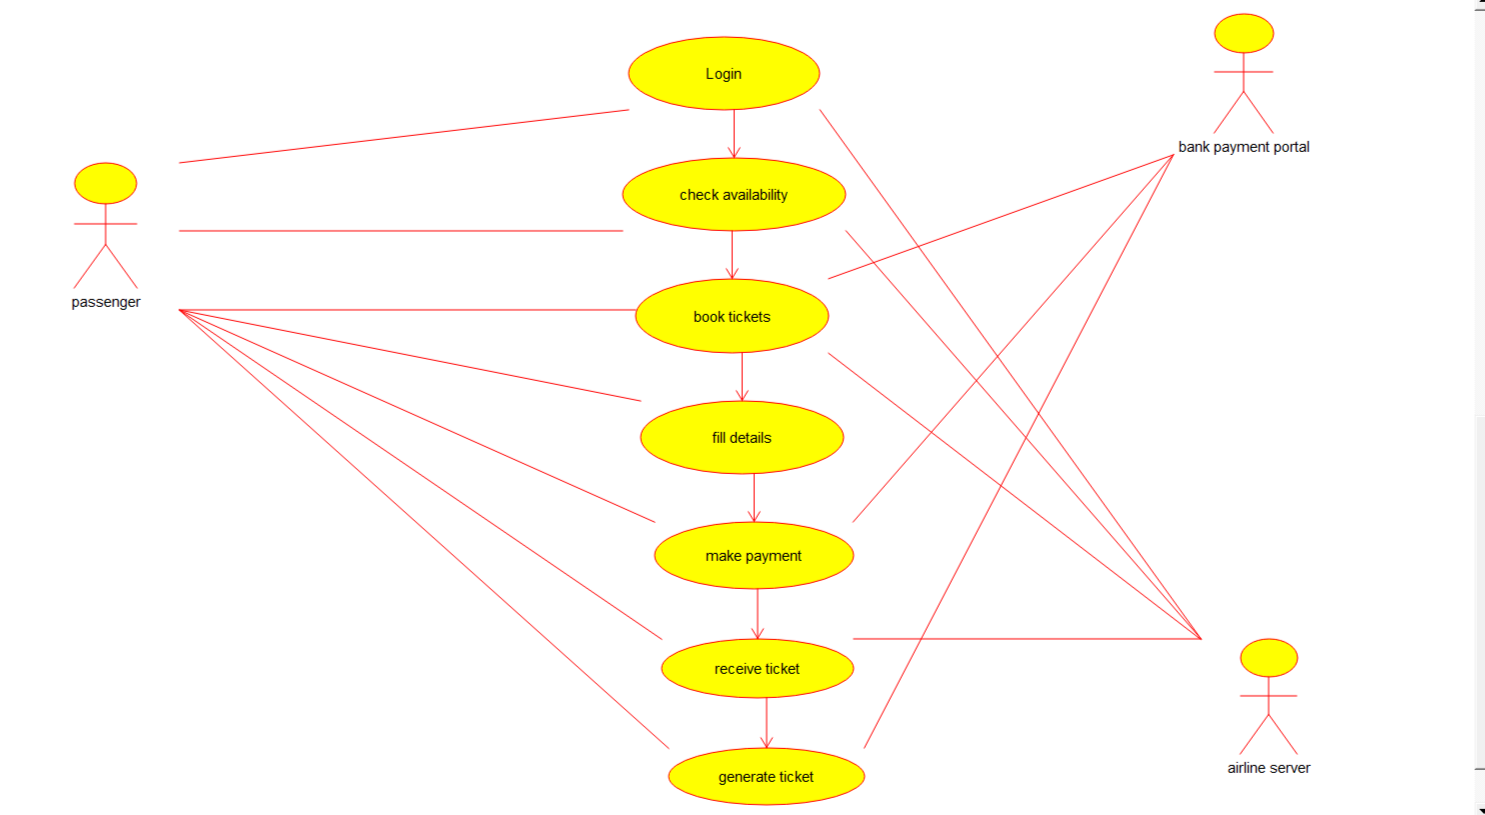 Login
bank payment portal
check availability
passenger
book tickets
fill details
make payment
receive ticket
generate ticket
airline server